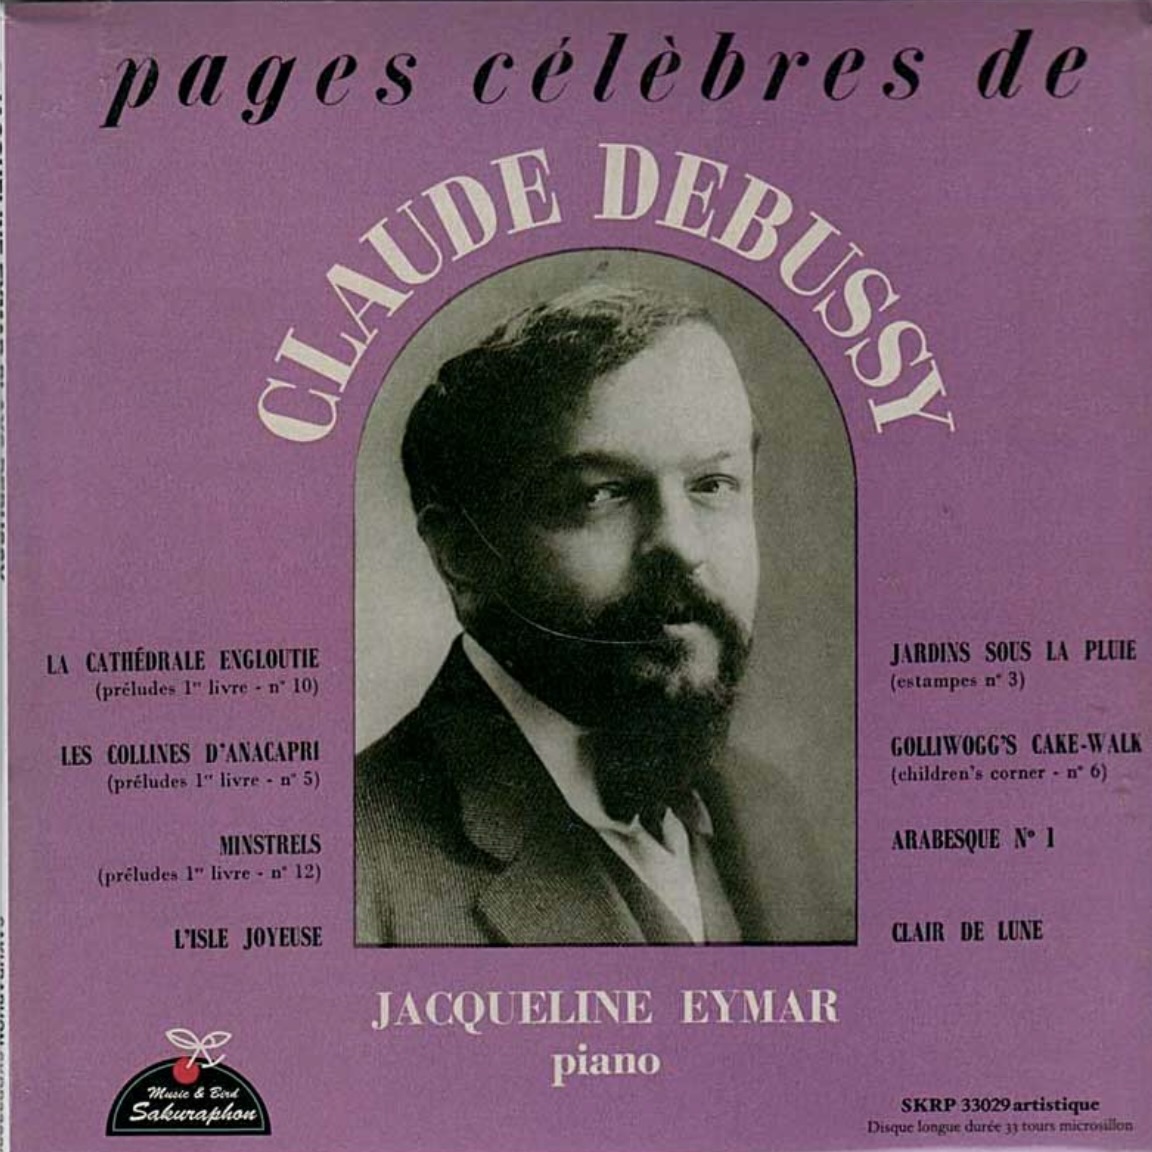 pages célèbres de
CLAUDE DEBUSSY
LA CATHÉDRALE ENGLOUTIE
(préludes 1er livre - n° 10)
LES COLLINES D'ANACAPRI
(préludes 1er livre - n° 5)
MINSTRELS
(préludes 1er livre - n° 12)
L'ISLE JOYEUSE
JARDINS SOUS LA PLUIE
(estampes n° 3)
GOLLIWOGG'S CAKE-WALK
(children's corner - n° 6)
ARABESQUE N° 1
CLAIR DE LUNE
JACQUELINE EYMAR
piano
Music & Bird
Sakuraphon
SKRP 33029 artistique
Disque longue durée 33 tours microsillon